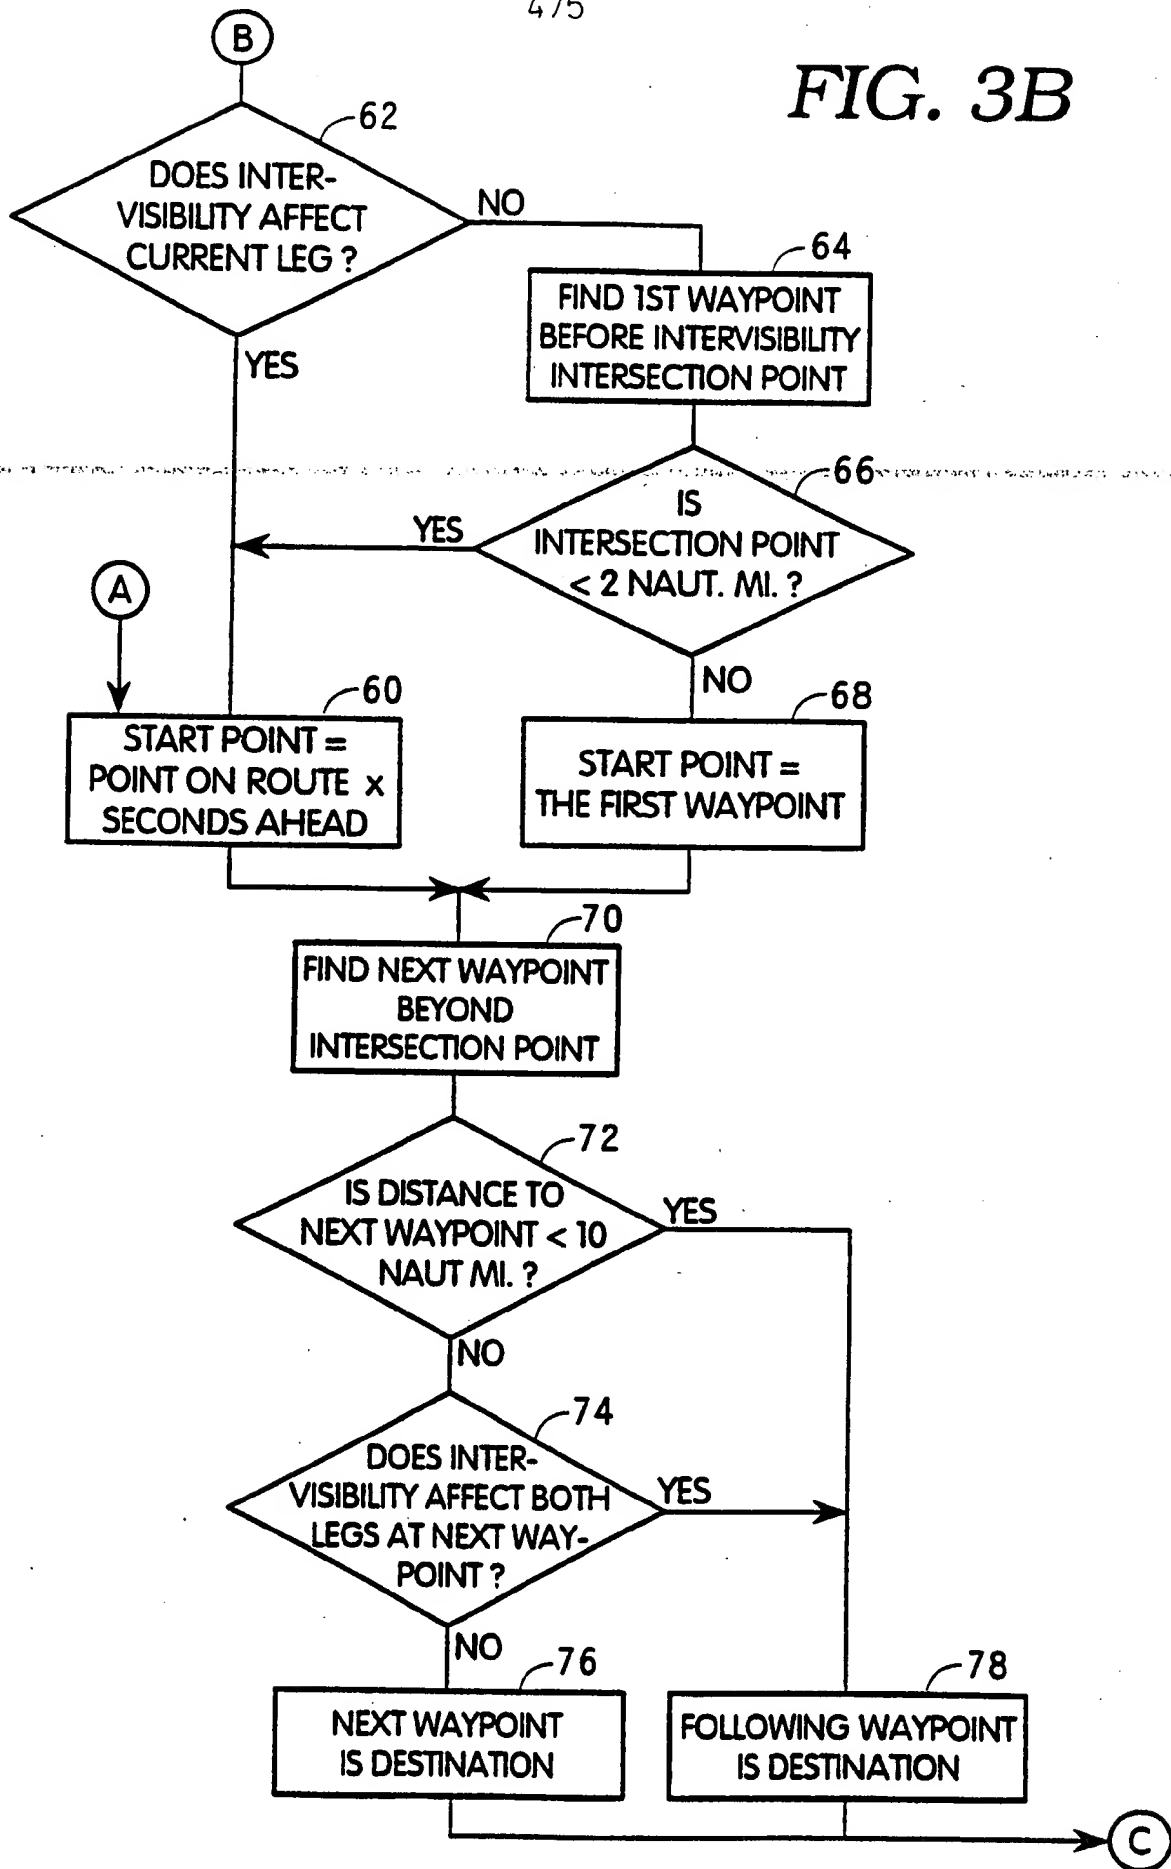 4/5
FIG. 3B
B
62
DOES INTER-
VISIBILITY AFFECT
CURRENT LEG ?
NO
YES
64
FIND 1ST WAYPOINT
BEFORE INTERVISIBILITY
INTERSECTION POINT
66
IS
INTERSECTION POINT
< 2 NAUT. MI. ?
YES
NO
A
60
START POINT =
POINT ON ROUTE x
SECONDS AHEAD
68
START POINT =
THE FIRST WAYPOINT
70
FIND NEXT WAYPOINT
BEYOND
INTERSECTION POINT
72
IS DISTANCE TO
NEXT WAYPOINT < 10
NAUT MI. ?
YES
NO
74
DOES INTER-
VISIBILITY AFFECT BOTH
LEGS AT NEXT WAY-
POINT ?
YES
NO
76
NEXT WAYPOINT
IS DESTINATION
78
FOLLOWING WAYPOINT
IS DESTINATION
C